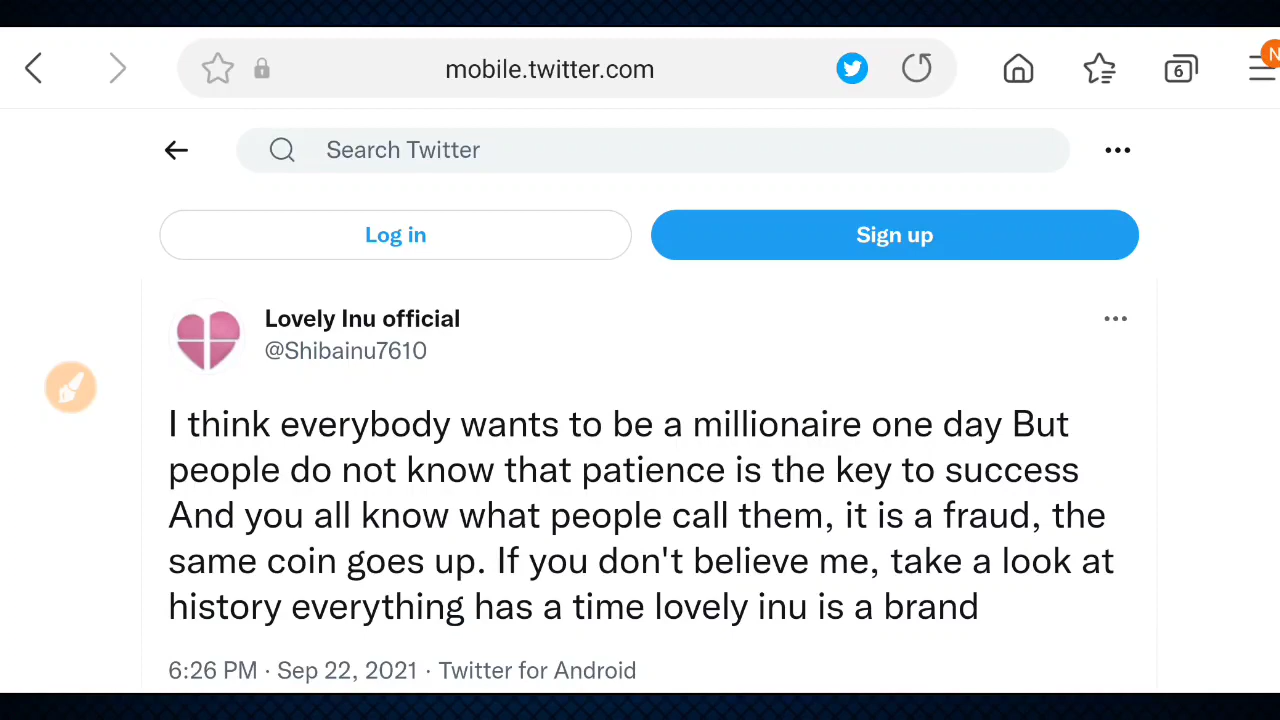 mobile.twitter.com
6
N
Search Twitter
Log in
Sign up
Lovely Inu official
@Shibainu7610
I think everybody wants to be a millionaire one day But
people do not know that patience is the key to success
And you all know what people call them, it is a fraud, the
same coin goes up. If you don't believe me, take a look at
history everything has a time lovely inu is a brand
6:26 PM · Sep 22, 2021 · Twitter for Android